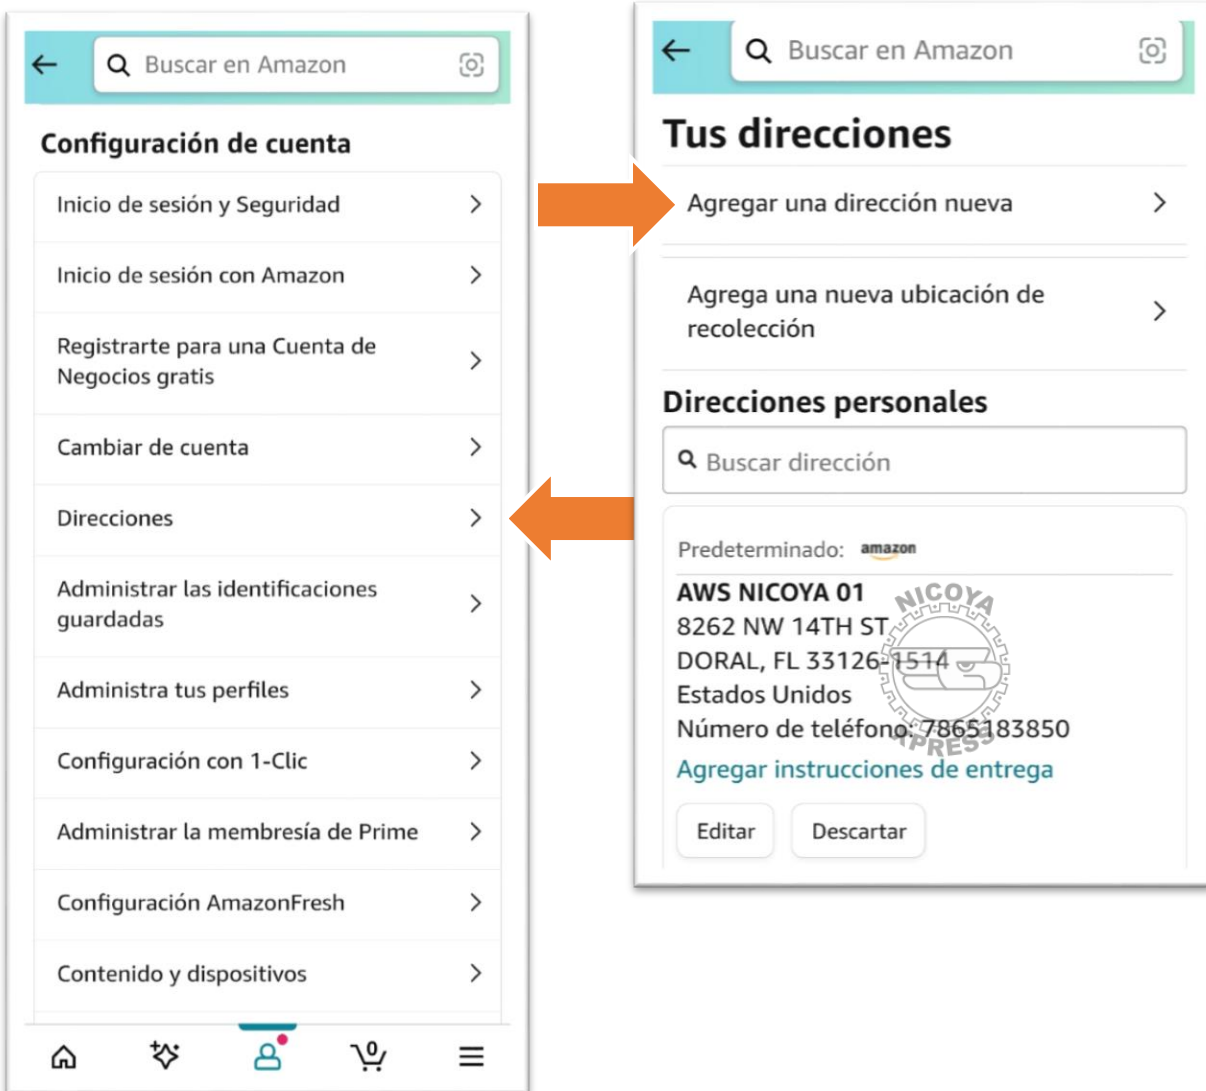 Buscar en Amazon
Configuración de cuenta
Inicio de sesión y Seguridad
Inicio de sesión con Amazon
Registrarte para una Cuenta de
Negocios gratis
Cambiar de cuenta
Direcciones
Administrar las identificaciones
guardadas
Administra tus perfiles
Configuración con 1-Clic
Administrar la membresía de Prime
Configuración AmazonFresh
Contenido y dispositivos
0
Buscar en Amazon
Tus direcciones
Agregar una dirección nueva
Agrega una nueva ubicación de
recolección
Direcciones personales
Buscar dirección
Predeterminado: amazon
AWS NICOYA 01
8262 NW 14TH ST
DORAL, FL 33126-1514
Estados Unidos
Número de teléfono: 7865183850
Agregar instrucciones de entrega
Editar Descartar
NICOYA
XPRESS